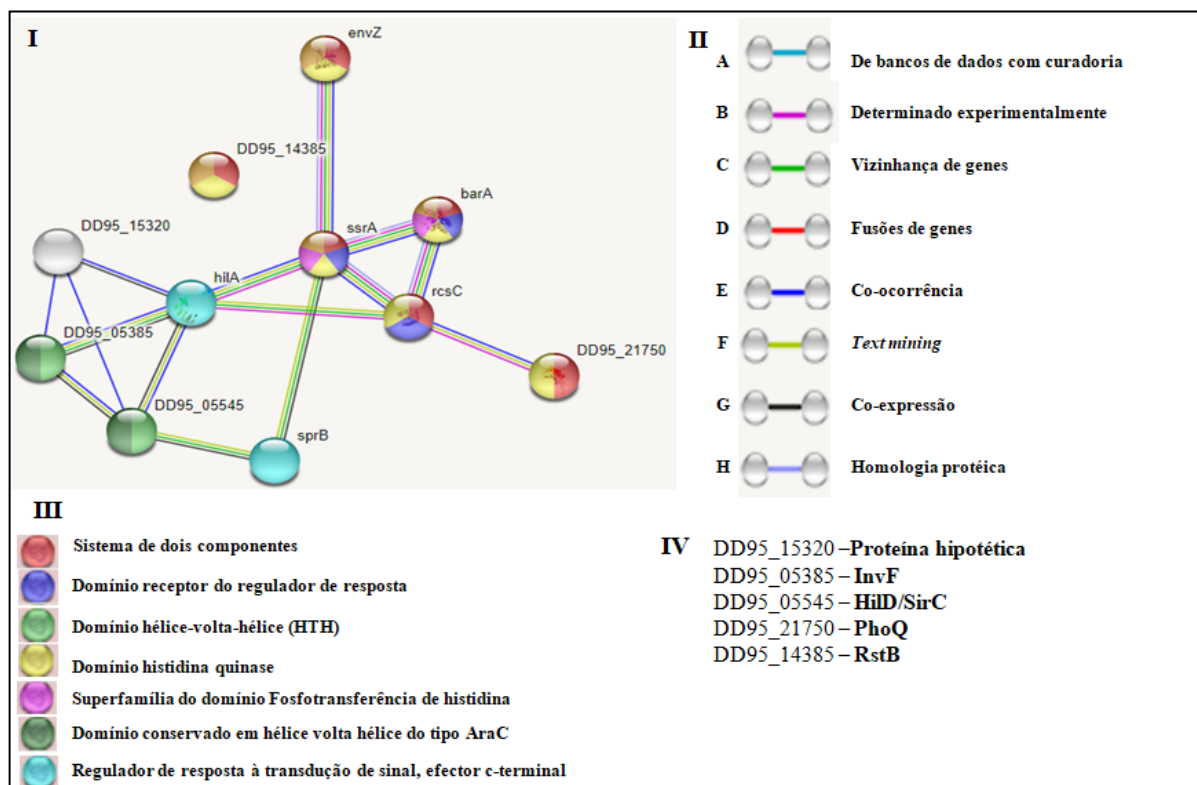 I
envZ
DD95_14385
DD95_15320
barA
ssrA
hilA
rcsC
DD95_05385
DD95_21750
DD95_05545
sprB
II
A De bancos de dados com curadoria
B Determinado experimentalmente
C Vizinhança de genes
D Fusões de genes
E Co-ocorrência
F Text mining
G Co-expressão
H Homologia protéica
III
Sistema de dois componentes
Domínio receptor do regulador de resposta
Domínio hélice-volta-hélice (HTH)
Domínio histidina quinase
Superfamília do domínio Fosfotransferência de histidina
Domínio conservado em hélice volta hélice do tipo AraC
Regulador de resposta à transdução de sinal, efector c-terminal
IV
DD95_15320 – Proteína hipotética
DD95_05385 – InvF
DD95_05545 – HilD/SirC
DD95_21750 – PhoQ
DD95_14385 – RstB